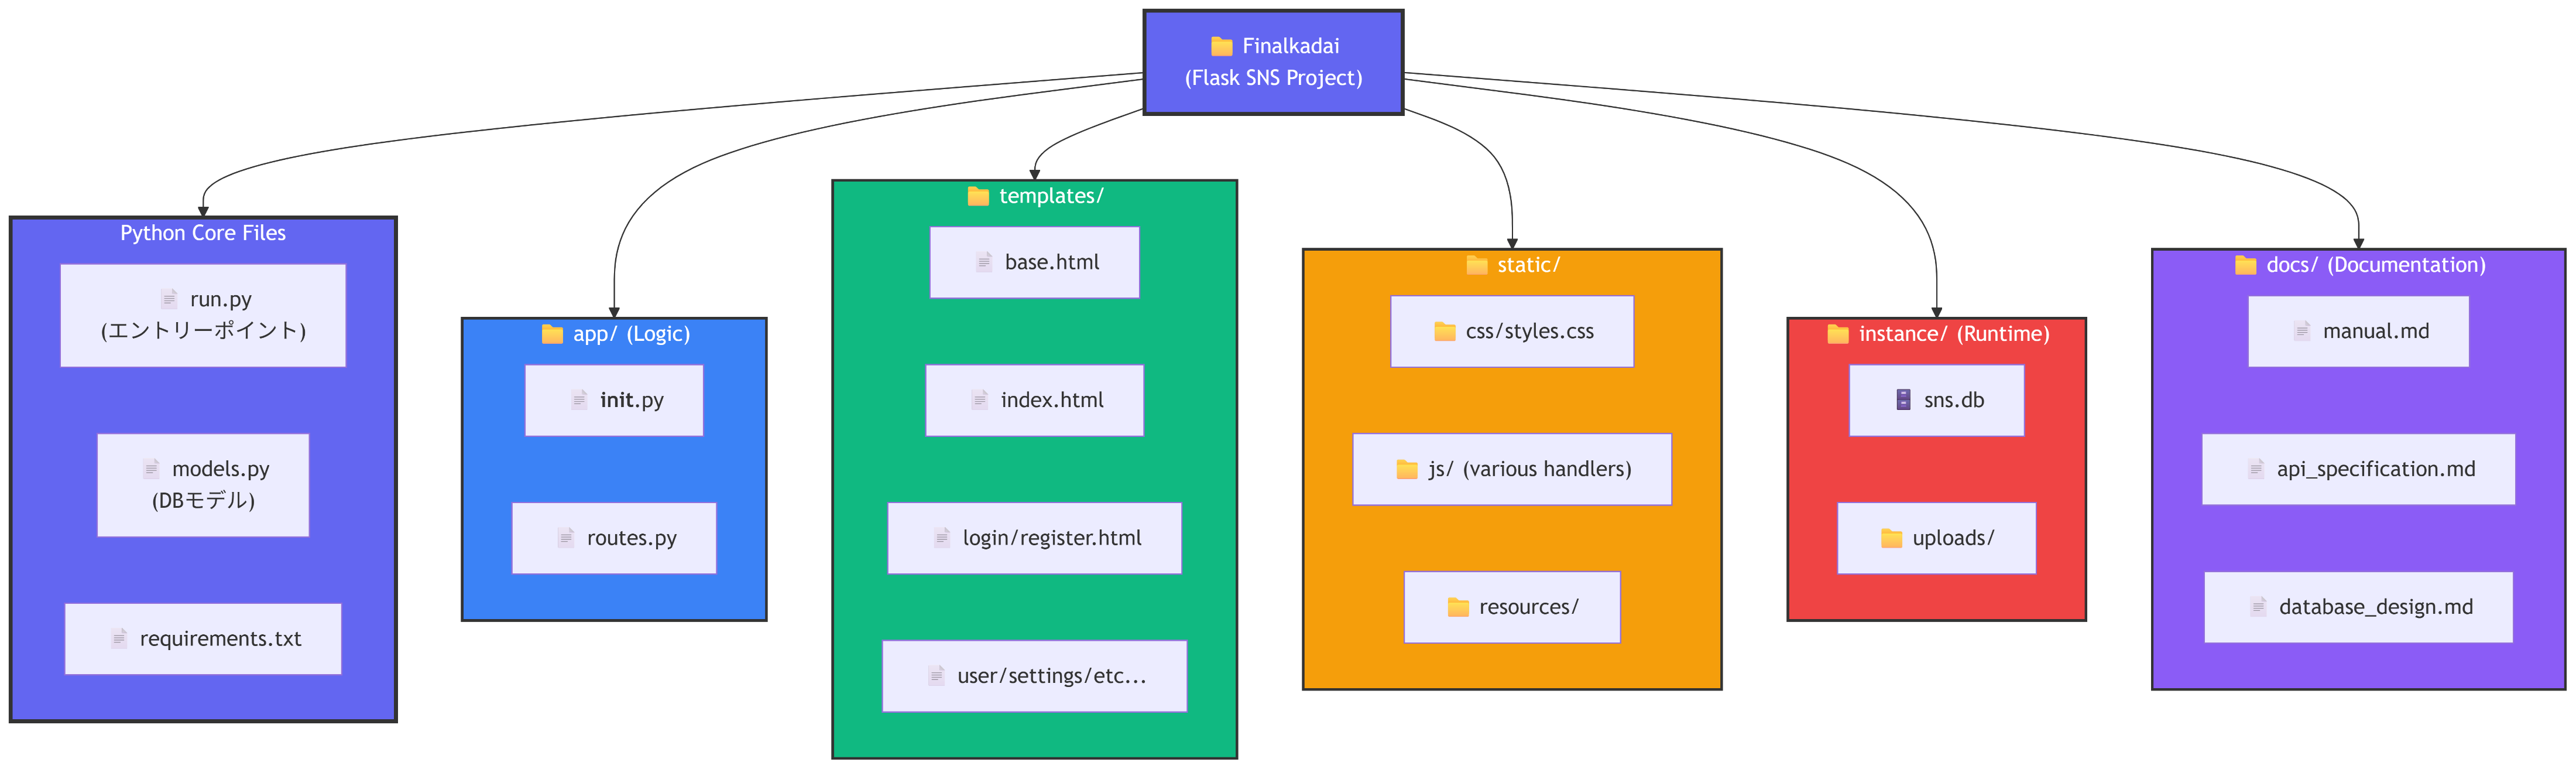 Finalkadai
(Flask SNS Project)
Python Core Files
run.py
(エントリーポイント)
models.py
(DBモデル)
requirements.txt
app/ (Logic)
init.py
routes.py
templates/
base.html
index.html
login/register.html
user/settings/etc...
static/
css/styles.css
js/ (various handlers)
resources/
instance/ (Runtime)
sns.db
uploads/
docs/ (Documentation)
manual.md
api_specification.md
database_design.md